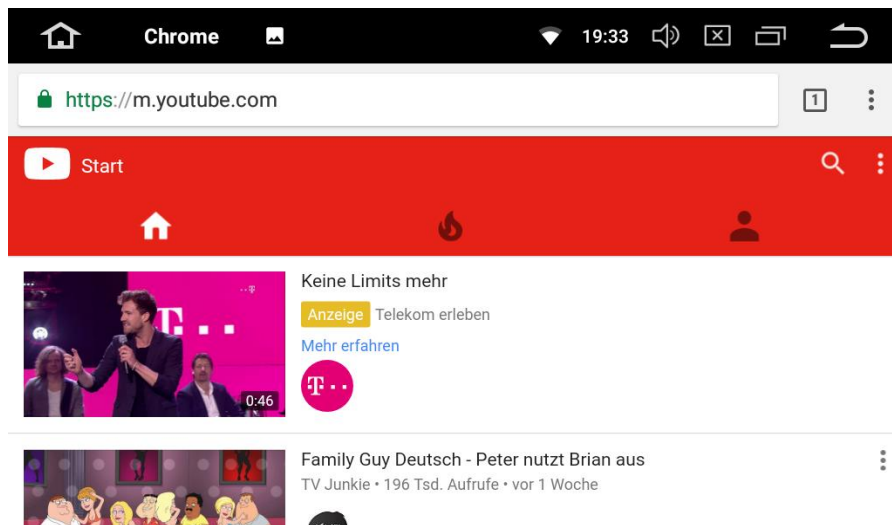 Chrome
19:33
https://m.youtube.com
1
Start
Keine Limits mehr
Anzeige Telekom erleben
Mehr erfahren
T
0:46
T
Family Guy Deutsch - Peter nutzt Brian aus
TV Junkie • 196 Tsd. Aufrufe • vor 1 Woche